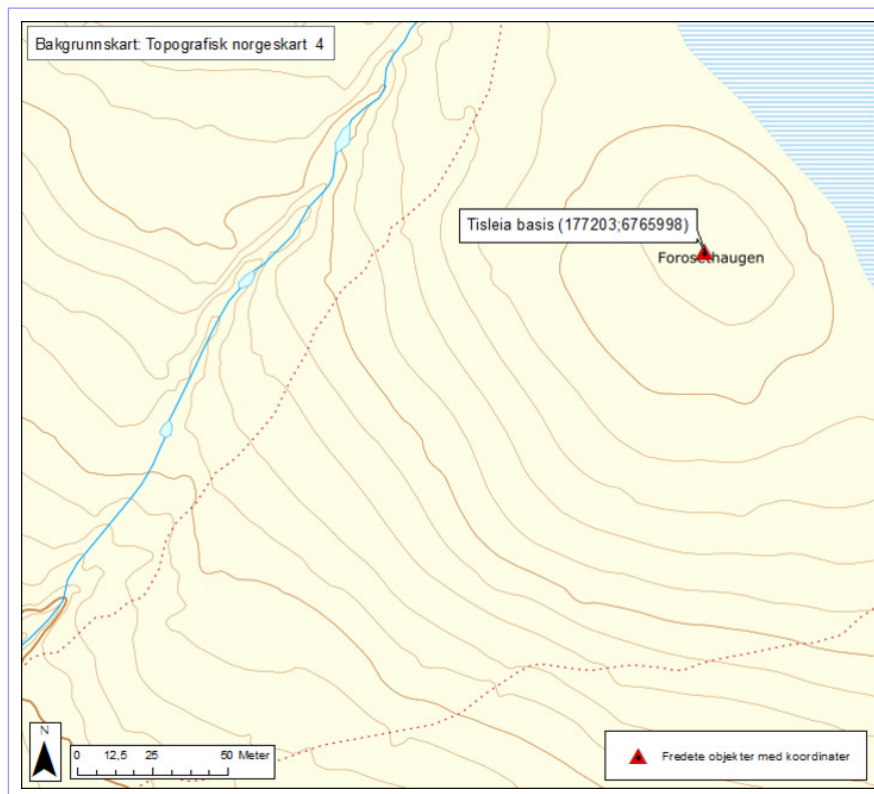 Bakgrunnskart: Topografisk norgeskart 4
Tisleia basis (177203;6765998)
Forosethaugen
N
0 12,5 25 50 Meter
Fredete objekter med koordinater